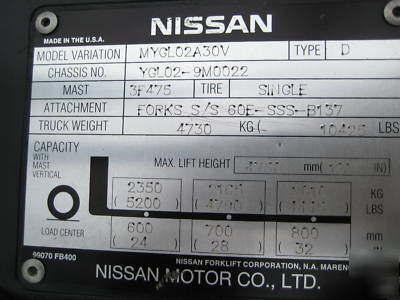 NISSAN
MADE IN THE U.S.A.
MODEL VARIATION MYGL02A30V TYPE D
CHASSIS NO. YGL02-9M0022
MAST 3F475 TIRE SINGLE
ATTACHMENT FORKS S/S 60E-SSS-B137
TRUCK WEIGHT 4730 KG(- 10425 LBS
CAPACITY
WITH MAST VERTICAL
MAX. LIFT HEIGHT mm( IN)
2350 KG
(5200) LBS
LOAD CENTER 600 700 800 mm
(24) (28) (32) IN
99070 FB400
NISSAN FORKLIFT CORPORATION, N.A. MARENG
NISSAN MOTOR CO., LTD.